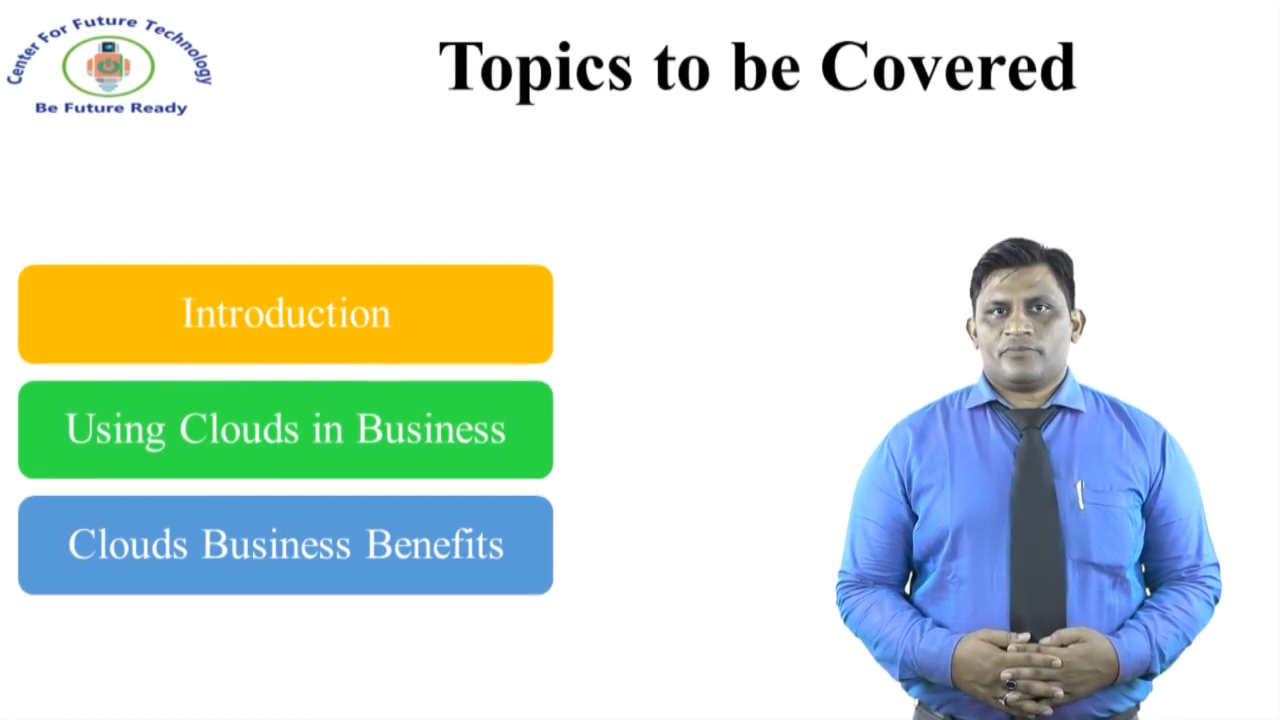 Center For Future Technology
Be Future Ready
Topics to be Covered
Introduction
Using Clouds in Business
Clouds Business Benefits